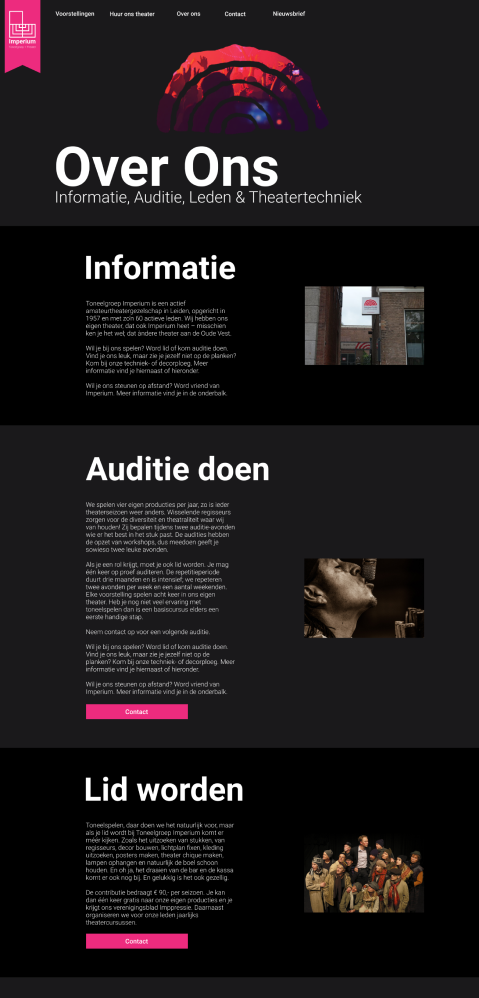 Voorstellingen Huur ons theater Over ons Contact Nieuwsbrief
Imperium
Over Ons
Informatie, Auditie, Leden & Theatertechniek
Informatie
Toneelgroep Imperium is een actief
amateurtheatergezelschap in Leiden, opgericht in
1957 en met zo'n 60 actieve leden. Wij hebben ons
eigen theater, dat ook Imperium heet – misschien
ken je het wel; dat ándere theater aan de Oude Vest.
Wil je bij ons spelen? Word lid of kom auditie doen.
Vind je ons leuk, maar zie je jezelf niet op de planken?
Kom bij onze techniek- of decorploeg. Meer
informatie vind je hiernaast of hieronder.
Wil je ons steunen op afstand? Word vriend van
Imperium. Meer informatie vind je in de onderbalk.
Auditie doen
We spelen vier eigen producties per jaar, zo is ieder
theaterseizoen weer anders. Wisselende regisseurs
zorgen voor de diversiteit en theatraliteit waar wij
van houden! Zij bepalen tijdens twee auditie-avonden
wie er het best in het stuk past. De audities hebben
de opzet van workshops, dus meedoen geeft je
sowieso twee leuke avonden.
Als je een rol krijgt, moet je ook lid worden. Je mag
één keer op proef auditeren. De repetitieperiode
duurt drie maanden en is intensief; we repeteren
twee avonden per week en een aantal weekenden.
Elke voorstelling spelen acht keer in ons eigen
theater. Heb je nog niet veel ervaring met
toneelspelen dan is een basiscursus elders een
eerste handige stap.
Neem contact op voor een volgende auditie.
Wil je bij ons spelen? Word lid of kom auditie doen.
Vind je ons leuk, maar zie je jezelf niet op de
planken? Kom bij onze techniek- of decorploeg. Meer
informatie vind je hiernaast of hieronder.
Wil je ons steunen op afstand? Word vriend van
Imperium. Meer informatie vind je in de onderbalk.
Contact
Lid worden
Toneelspelen, daar doen we het natuurlijk voor, maar
als je lid wordt bij Toneelgroep Imperium komt er
méér kijken. Zoals het uitzoeken van stukken, van
regisseurs, decor bouwen, lichtplan fixen, kleding
uitzoeken, posters maken, theater chique maken,
lampen ophangen en natuurlijk de boel schoon
houden. En oh ja, het draaien van de bar en de kassa
komt er ook nog bij. En gelukkig is het ook gezellig.
De contributie bedraagt € 90,- per seizoen. Je kan
dan één keer gratis naar onze eigen producties en je
krijgt ons verenigingsblad Imppressie. Daarnaast
organiseren we voor onze leden jaarlijks
theatercursussen.
Contact